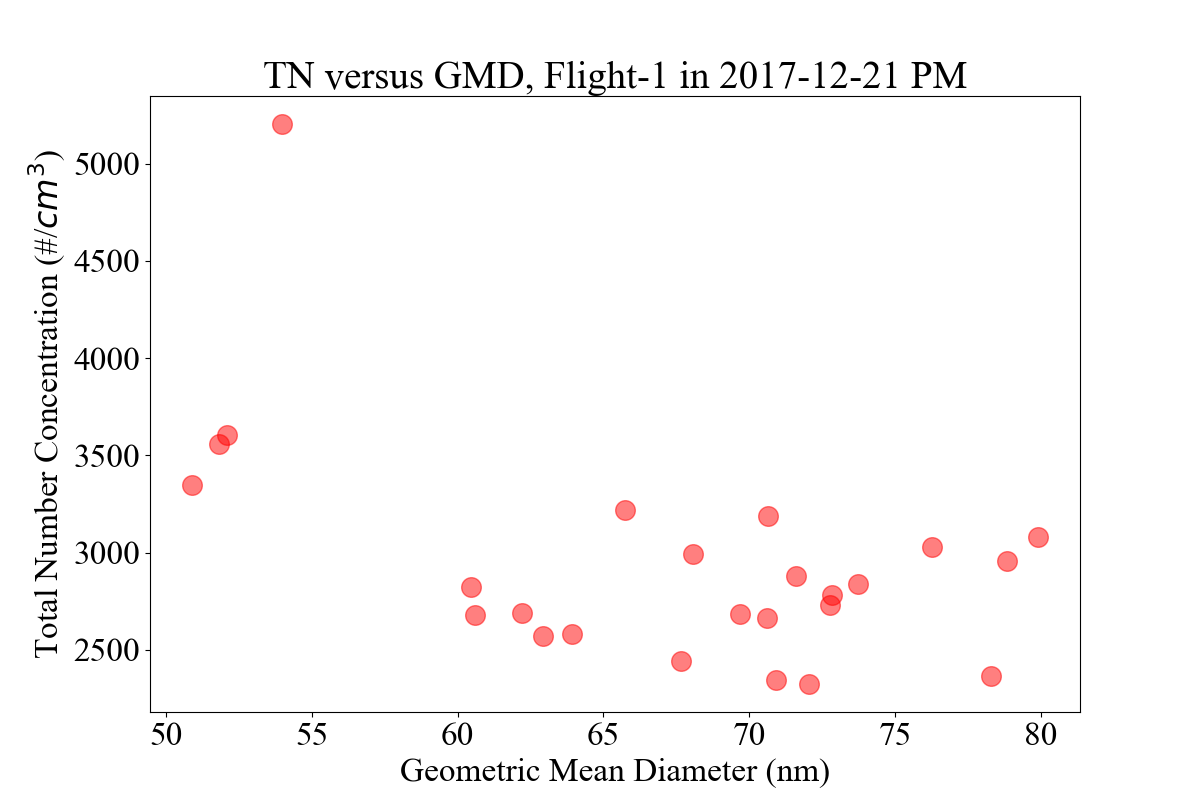 TN versus GMD, Flight-1 in 2017-12-21 PM
Total Number Concentration (#/cm³)
5000
4500
4000
3500
3000
2500
50 55 60 65 70 75 80
Geometric Mean Diameter (nm)